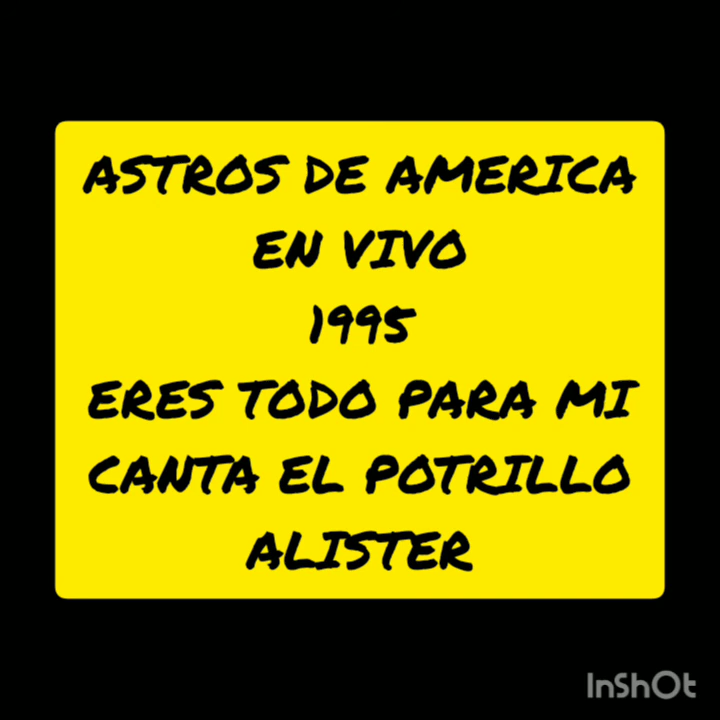 ASTROS DE AMERICA
EN VIVO
1995
ERES TODO PARA MI
CANTA EL POTRILLO
ALISTER
InShOt